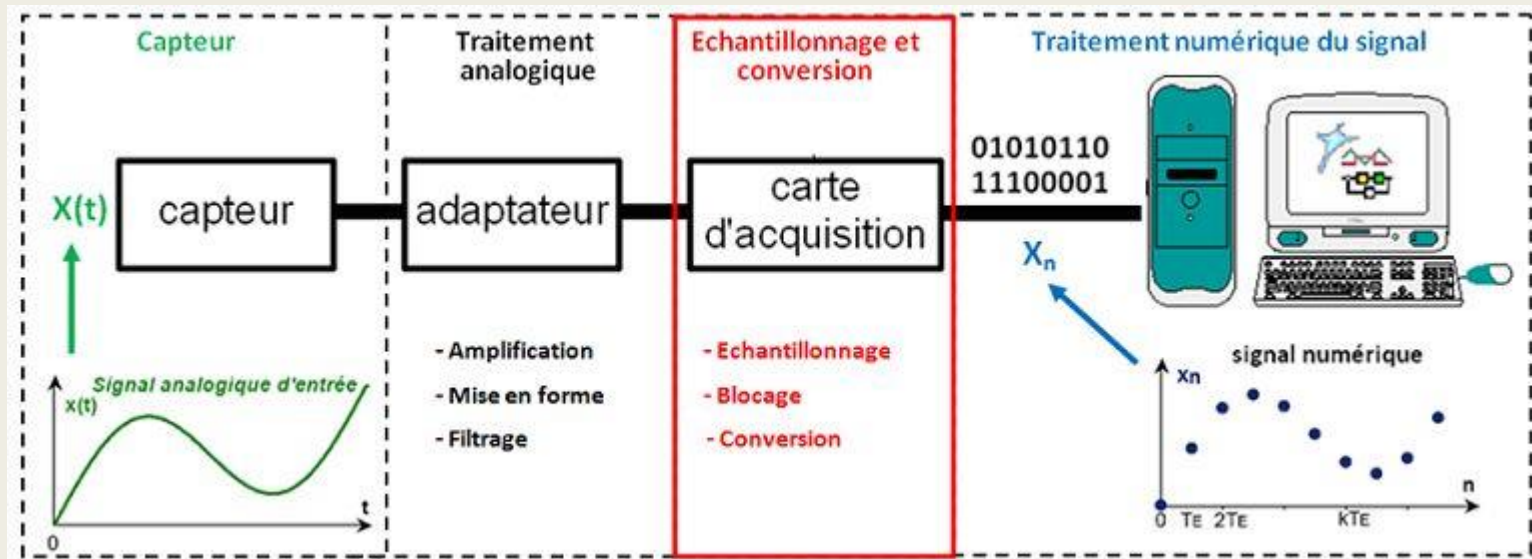 Capteur
Traitement
analogique
Echantillonnage et
conversion
Traitement numérique du signal
X(t)
capteur
adaptateur
carte
d'acquisition
01010110
11100001
Xn
- Amplification
- Mise en forme
- Filtrage
- Echantillonnage
- Blocage
- Conversion
Signal analogique d'entrée
x(t)
t
0
signal numérique
xn
n
0 TE 2TE kTE